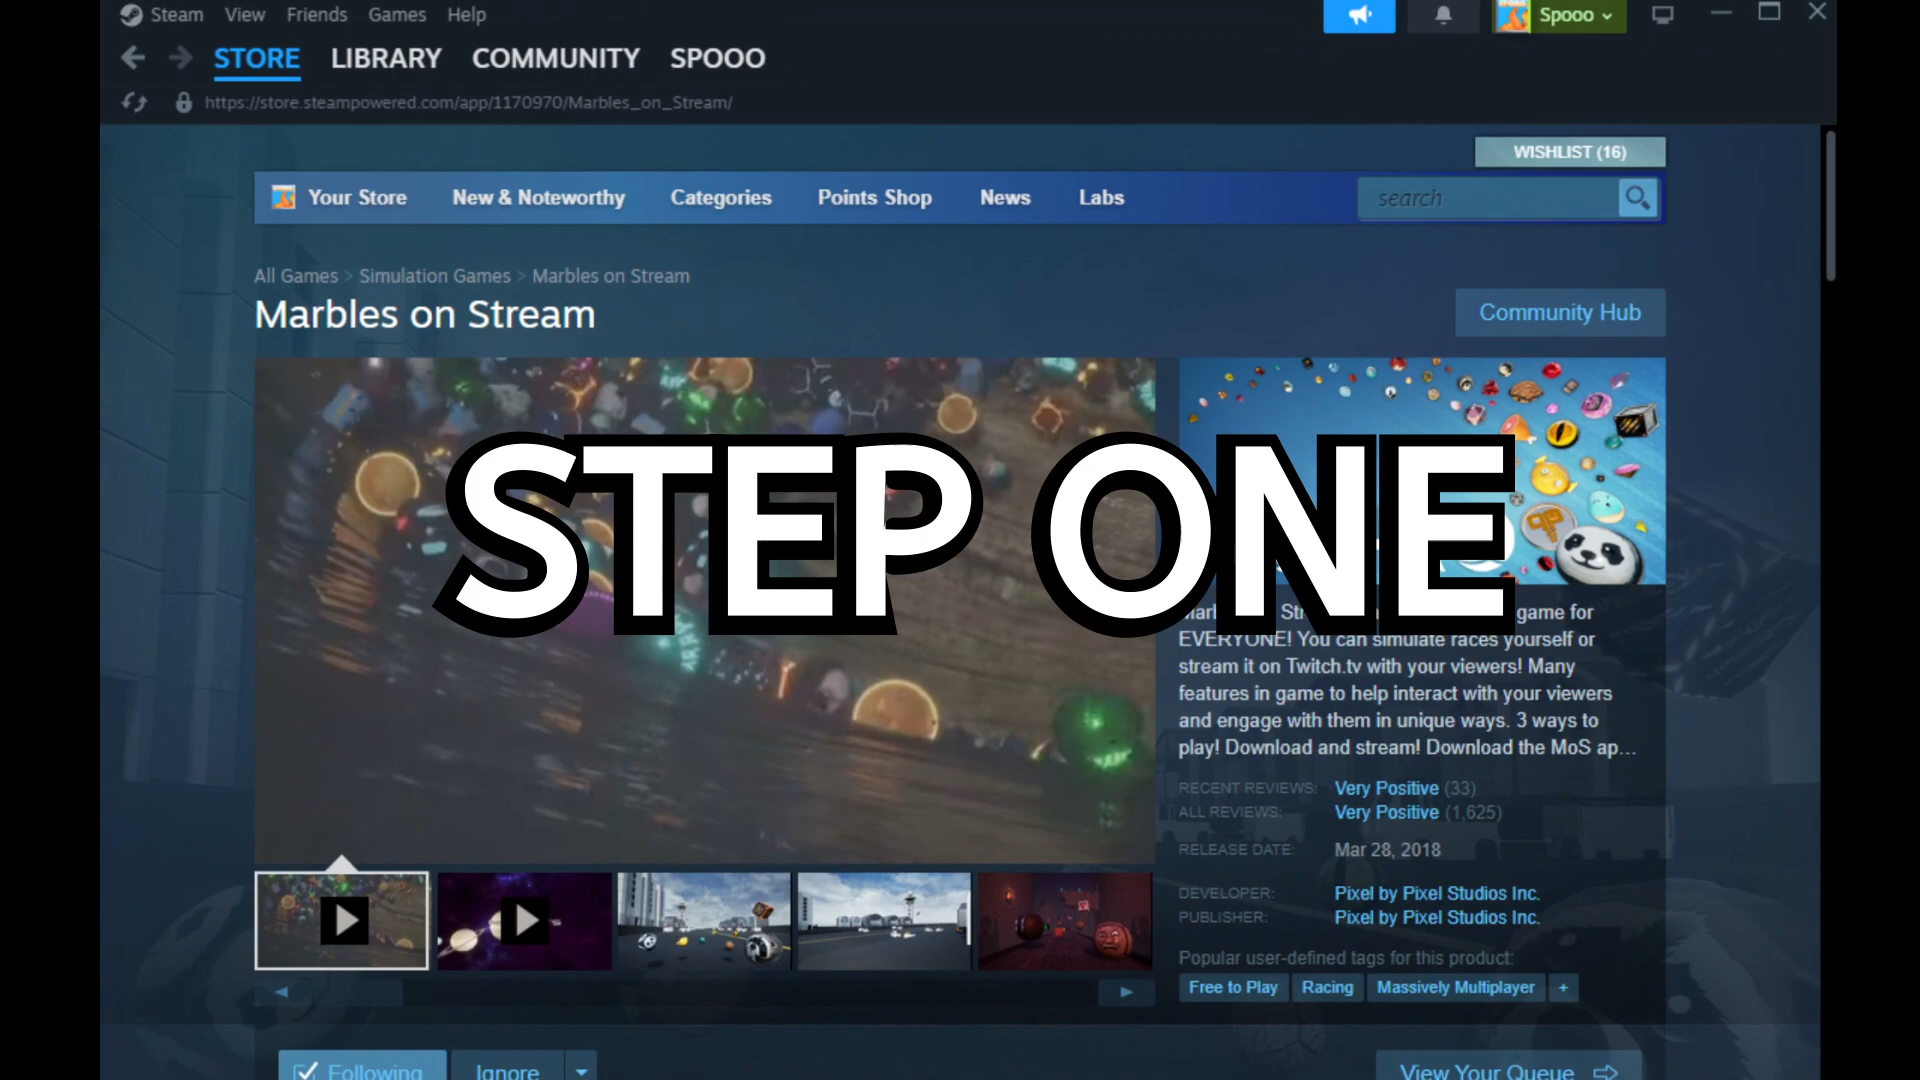 Steam View Friends Games Help
Spooo
STORE LIBRARY COMMUNITY SPOOO
https://store.steampowered.com/app/1170970/Marbles_on_Stream/
WISHLIST (16)
Your Store New & Noteworthy Categories Points Shop News Labs
search
All Games > Simulation Games > Marbles on Stream
Marbles on Stream
Community Hub
STEP ONE
game for
EVERYONE! You can simulate races yourself or
stream it on Twitch.tv with your viewers! Many
features in game to help interact with your viewers
and engage with them in unique ways. 3 ways to
play! Download and stream! Download the MoS ap...
RECENT REVIEWS: Very Positive (33)
ALL REVIEWS: Very Positive (1,625)
RELEASE DATE: Mar 28, 2018
DEVELOPER: Pixel by Pixel Studios Inc.
PUBLISHER: Pixel by Pixel Studios Inc.
Popular user-defined tags for this product:
Free to Play Racing Massively Multiplayer +
Following Ignore View Your Queue